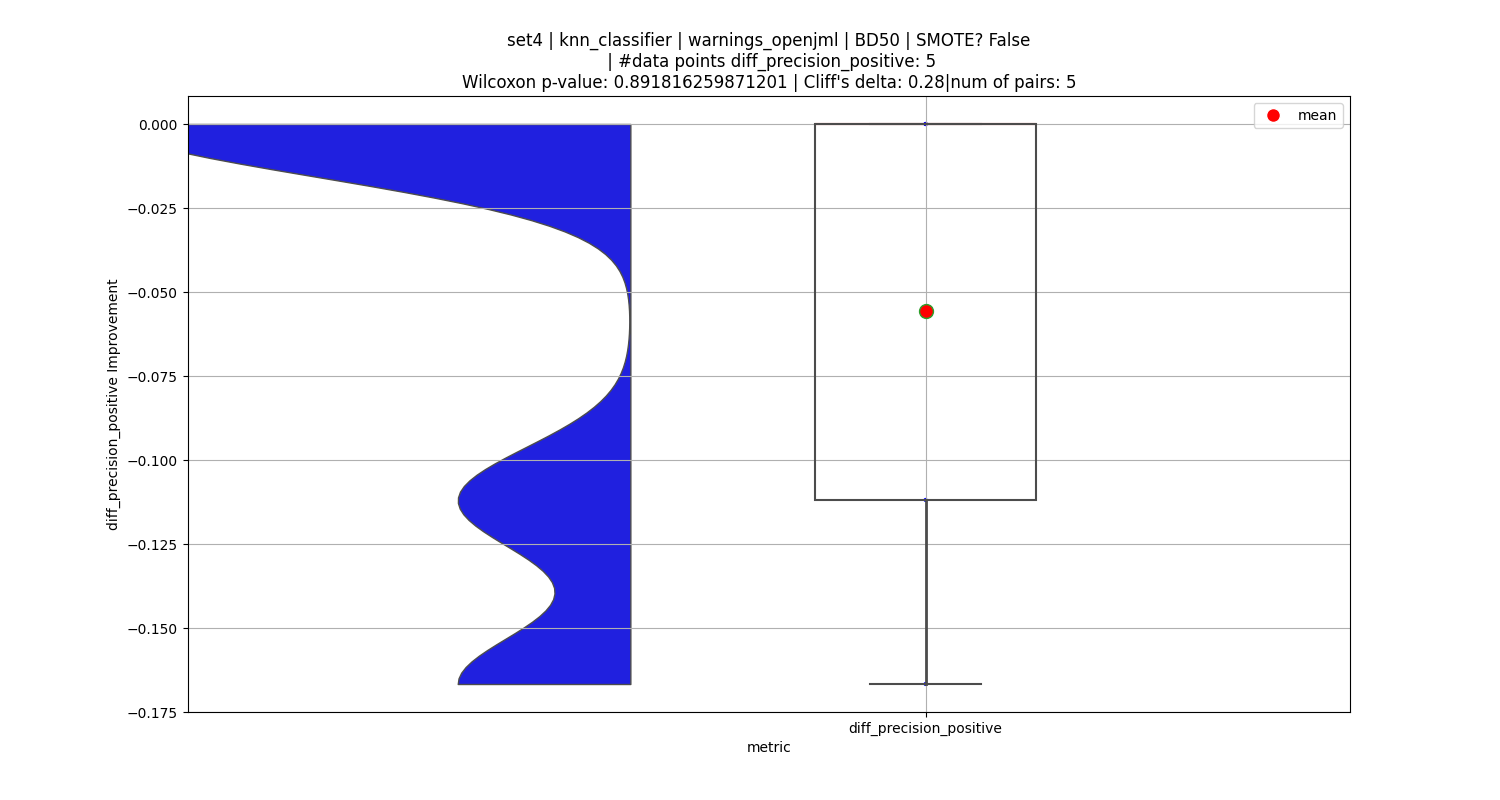 set4 | knn_classifier | warnings_openjml | BD50 | SMOTE? False
| #data points diff_precision_positive: 5
Wilcoxon p-value: 0.891816259871201 | Cliff's delta: 0.28|num of pairs: 5
mean
0.000
−0.025
−0.050
−0.075
−0.100
−0.125
−0.150
−0.175
diff_precision_positive Improvement
diff_precision_positive
metric